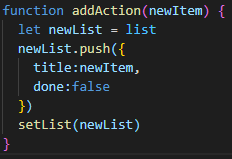 function addAction(newItem) {
  let newList = list
  newList.push({
    title:newItem,
    done:false
  })
  setList(newList)
}